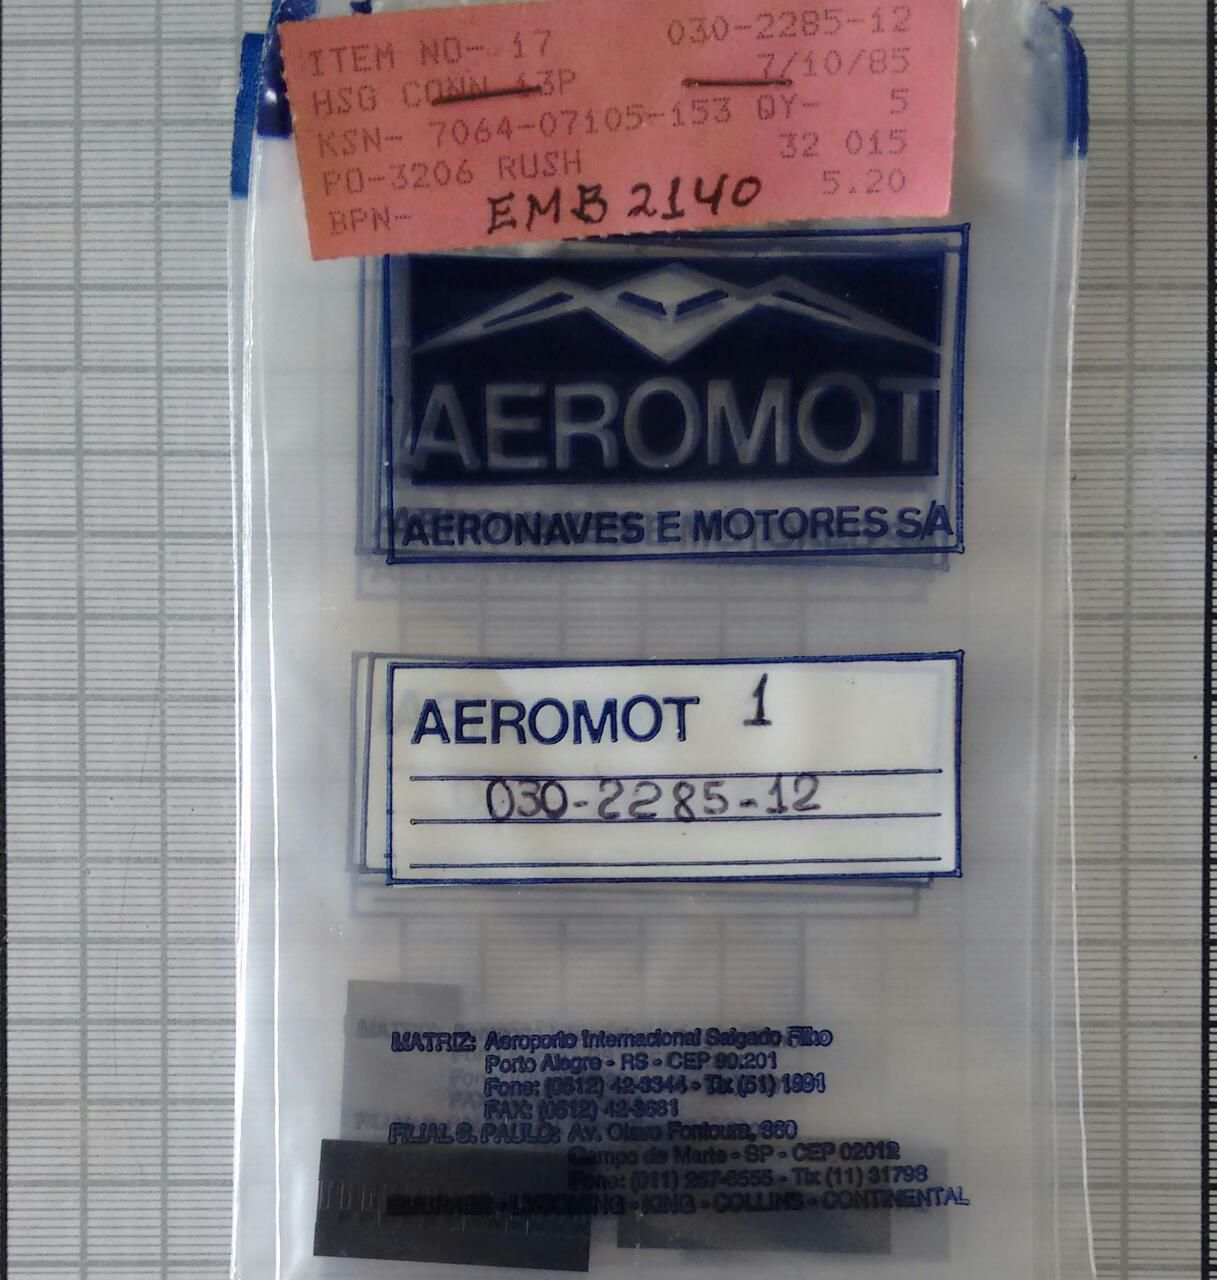 ITEM NO- 17 030-2285-12
HSG CONN 13P 7/10/85
KSN- 7064-07105-153 QY- 5
PO-3206 RUSH 32 015
BPN- EMB 2140 5.20
AEROMOT
AERONAVES E MOTORES S/A
AEROMOT 1
030-2285-12
MATRIZ: Aeroporto Internacional Salgado Filho
Porto Alegre - RS - CEP 90.201
Fone: (0512) 42-3344 - Tlx (51) 1991
FAX: (0512) 42-3681
FILIAL S. PAULO: Av. Olavo Fontoura,
Campo de Marte - SP - CEP 02012
Fone: (011) Tlx (11) 31798
EMBRAER - LYCOMING - KING - COLLINS - CONTINENTAL